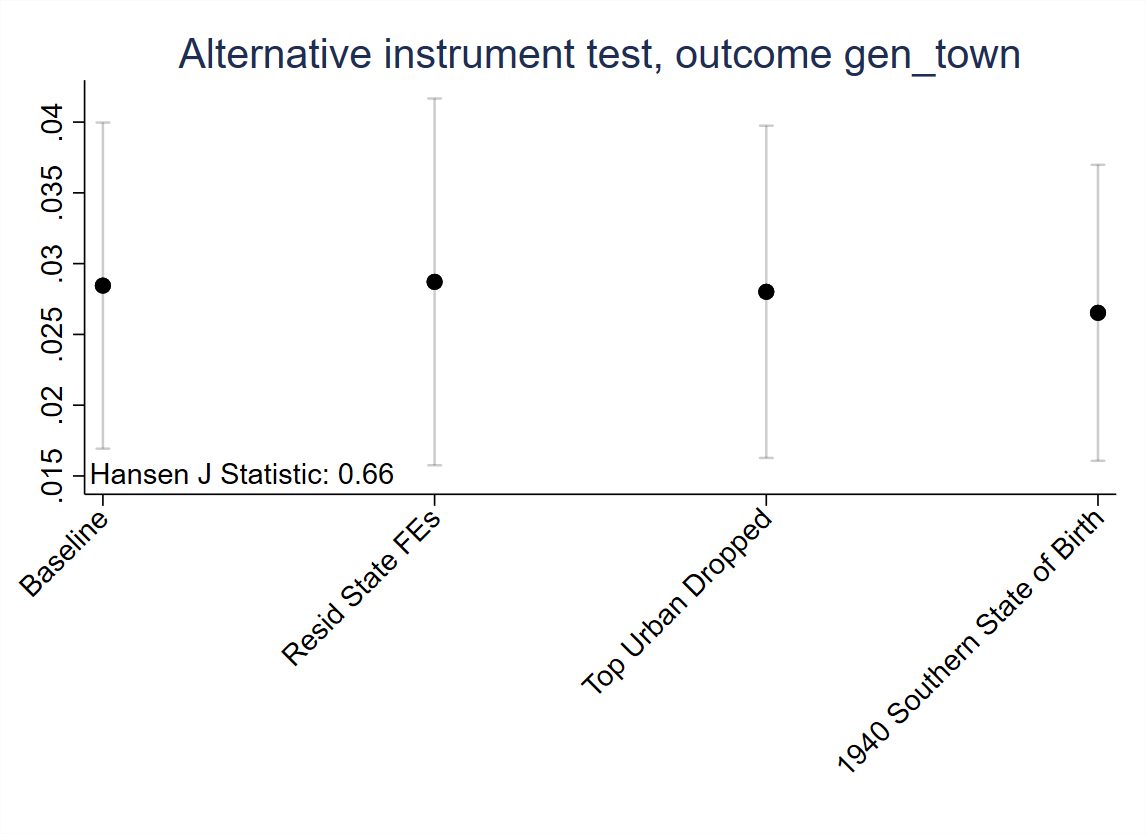 Alternative instrument test, outcome gen_town
.04
.035
.03
.025
.02
.015
Hansen J Statistic: 0.66
Baseline
Resid State FEs
Top Urban Dropped
1940 Southern State of Birth